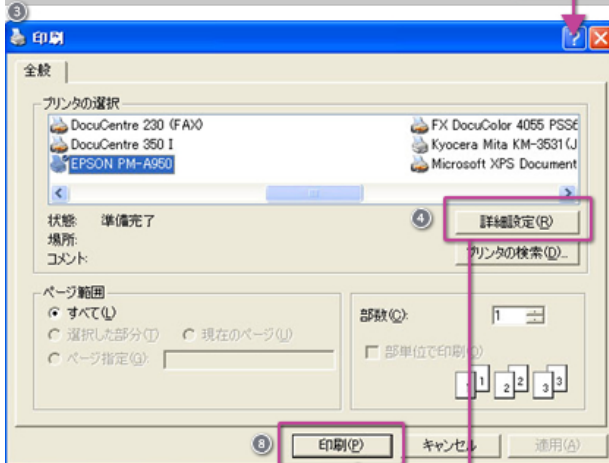 ③
印刷
全般
プリンタの選択
DocuCentre 230 (FAX)
DocuCentre 350 I
EPSON PM-A950
FX DocuColor 4055 PSS6
Kyocera Mita KM-3531 (J
Microsoft XPS Document
状態: 準備完了
場所:
コメント:
④ 詳細設定(R)
プリンタの検索(D)...
ページ範囲
すべて(L)
選択した部分(T) 現在のページ(U)
ページ指定(G):
部数(C): 1
部単位で印刷(O)
1 1 2 2 3 3
⑧ 印刷(P) キャンセル 適用(A)